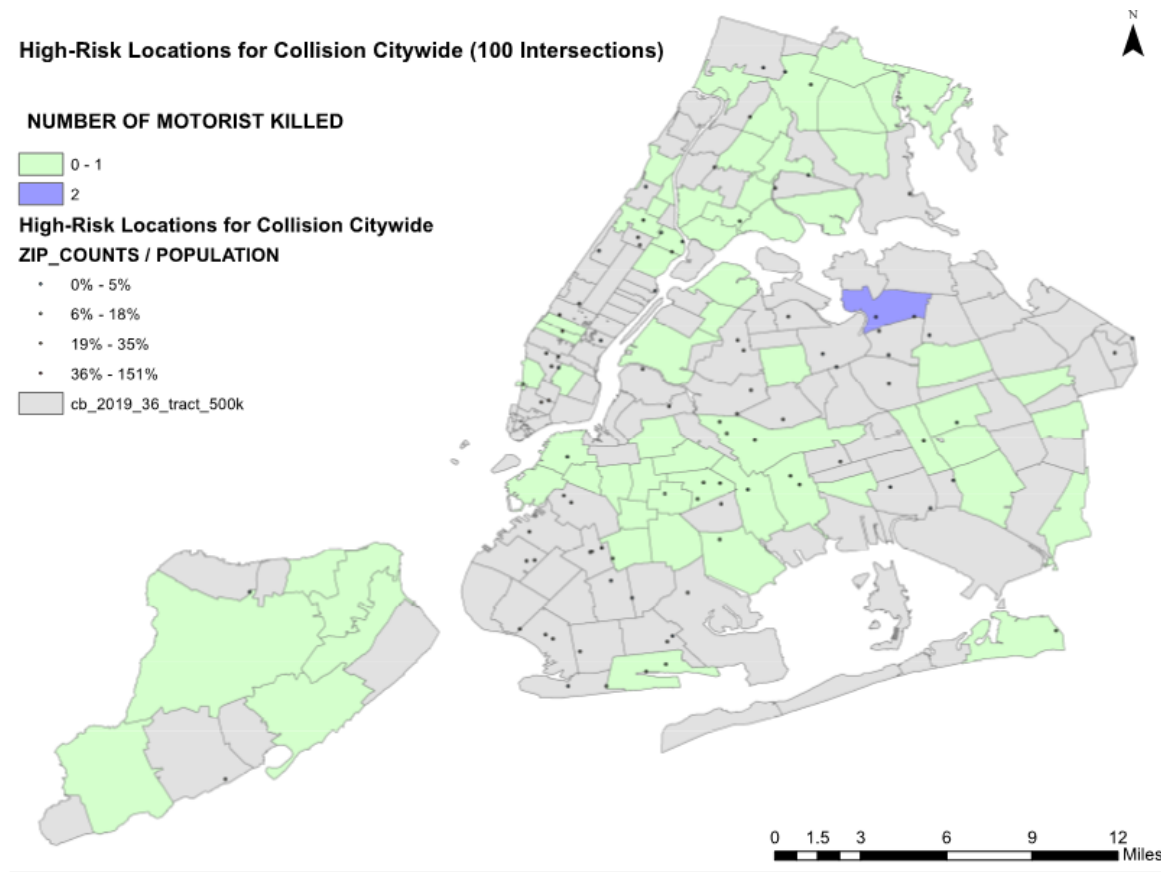 N
High-Risk Locations for Collision Citywide (100 Intersections)
NUMBER OF MOTORIST KILLED
0 - 1
2
High-Risk Locations for Collision Citywide
ZIP_COUNTS / POPULATION
0% - 5%
6% - 18%
19% - 35%
36% - 151%
cb_2019_36_tract_500k
0 1.5 3 6 9 12
Miles